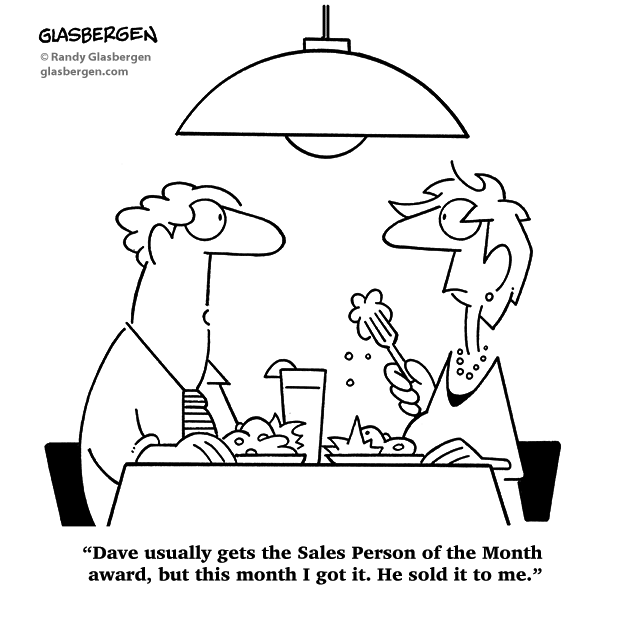 GLASBERGEN
© Randy Glasbergen
glasbergen.com
“Dave usually gets the Sales Person of the Month
award, but this month I got it. He sold it to me.”